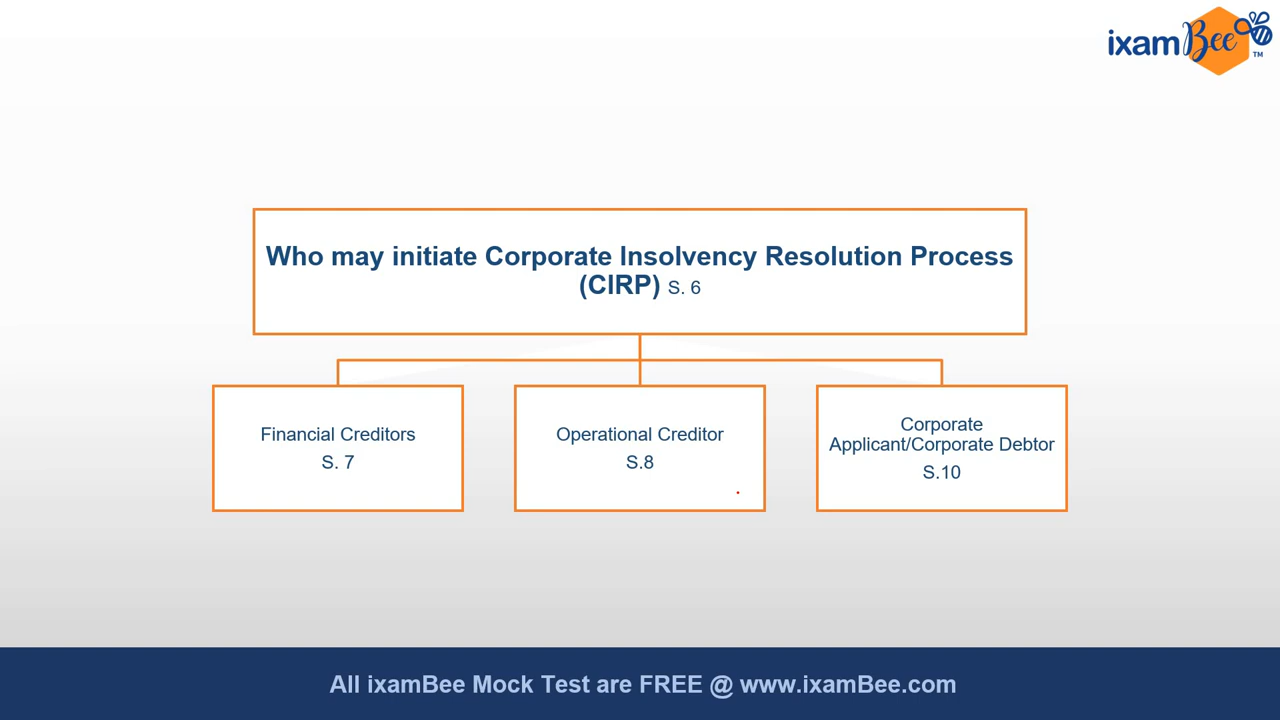 ixamBee
TM
Who may initiate Corporate Insolvency Resolution Process
(CIRP) S. 6
Financial Creditors
S. 7
Operational Creditor
S.8
Corporate
Applicant/Corporate Debtor
S.10
All ixamBee Mock Test are FREE @ www.ixamBee.com